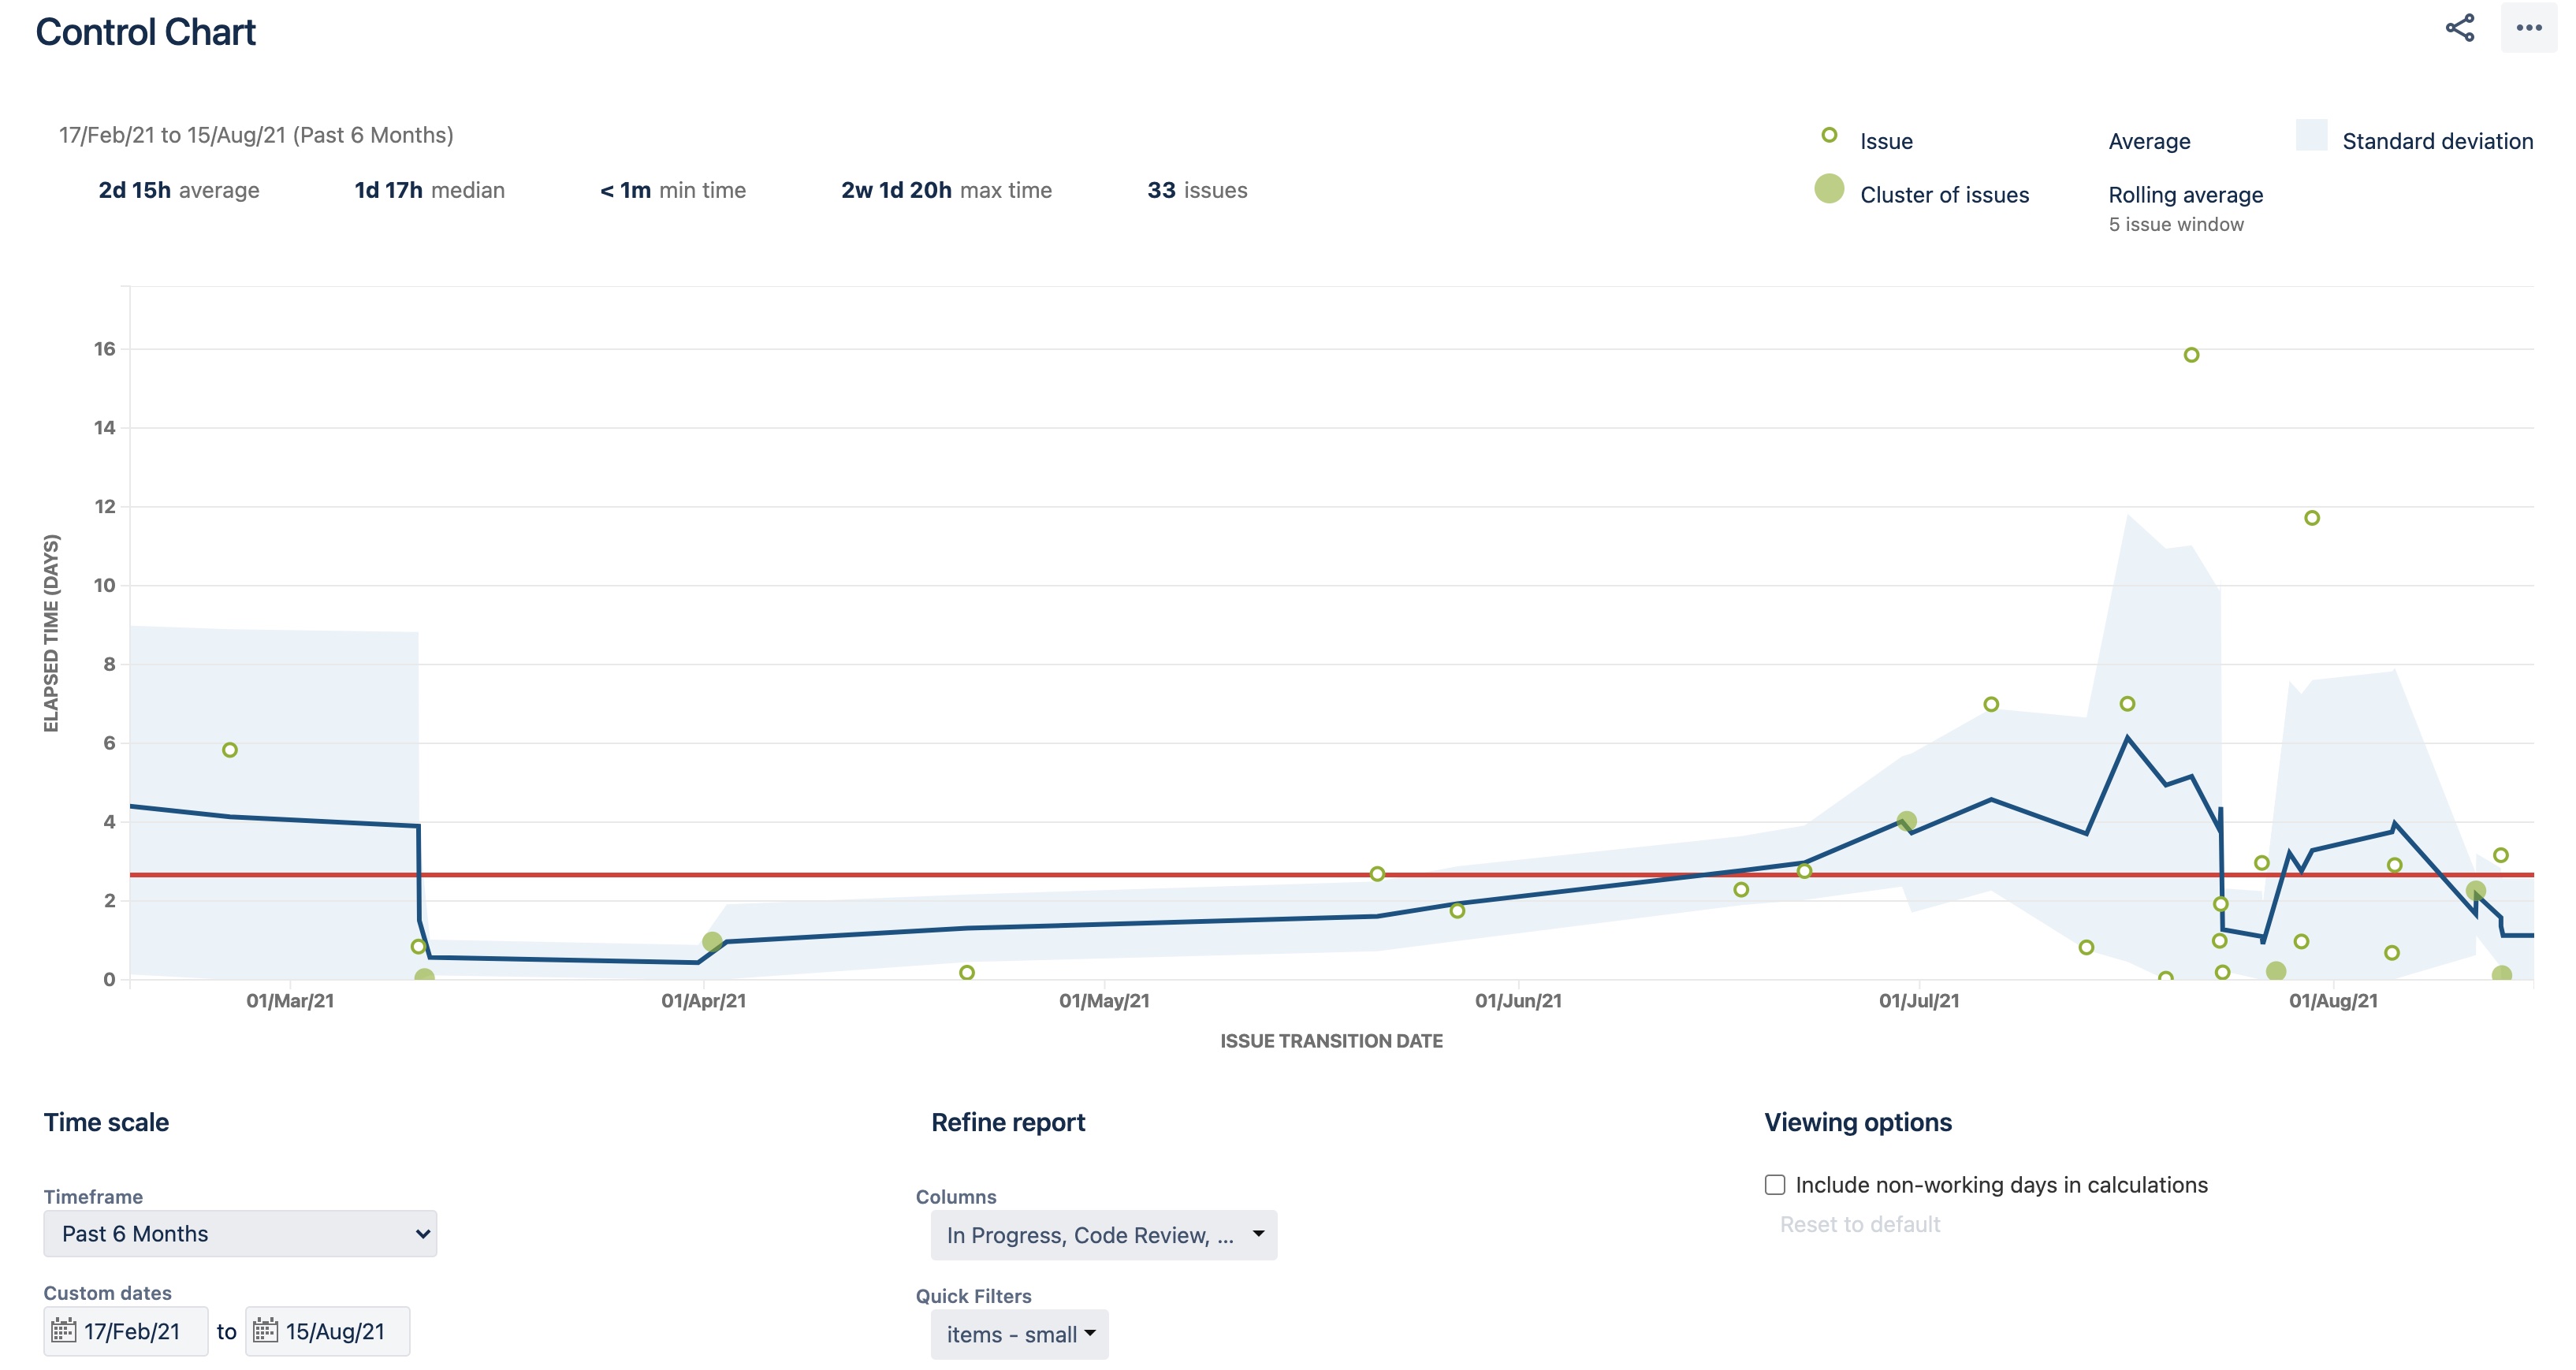 Control Chart
17/Feb/21 to 15/Aug/21 (Past 6 Months)
2d 15h average 1d 17h median < 1m min time 2w 1d 20h max time 33 issues
Issue Average Standard deviation
Cluster of issues Rolling average
5 issue window
ELAPSED TIME (DAYS)
16
14
12
10
8
6
4
2
0
01/Mar/21 01/Apr/21 01/May/21 01/Jun/21 01/Jul/21 01/Aug/21
ISSUE TRANSITION DATE
Time scale
Timeframe
Past 6 Months
Custom dates
17/Feb/21 to 15/Aug/21
Refine report
Columns
In Progress, Code Review, ...
Quick Filters
items - small
Viewing options
Include non-working days in calculations
Reset to default